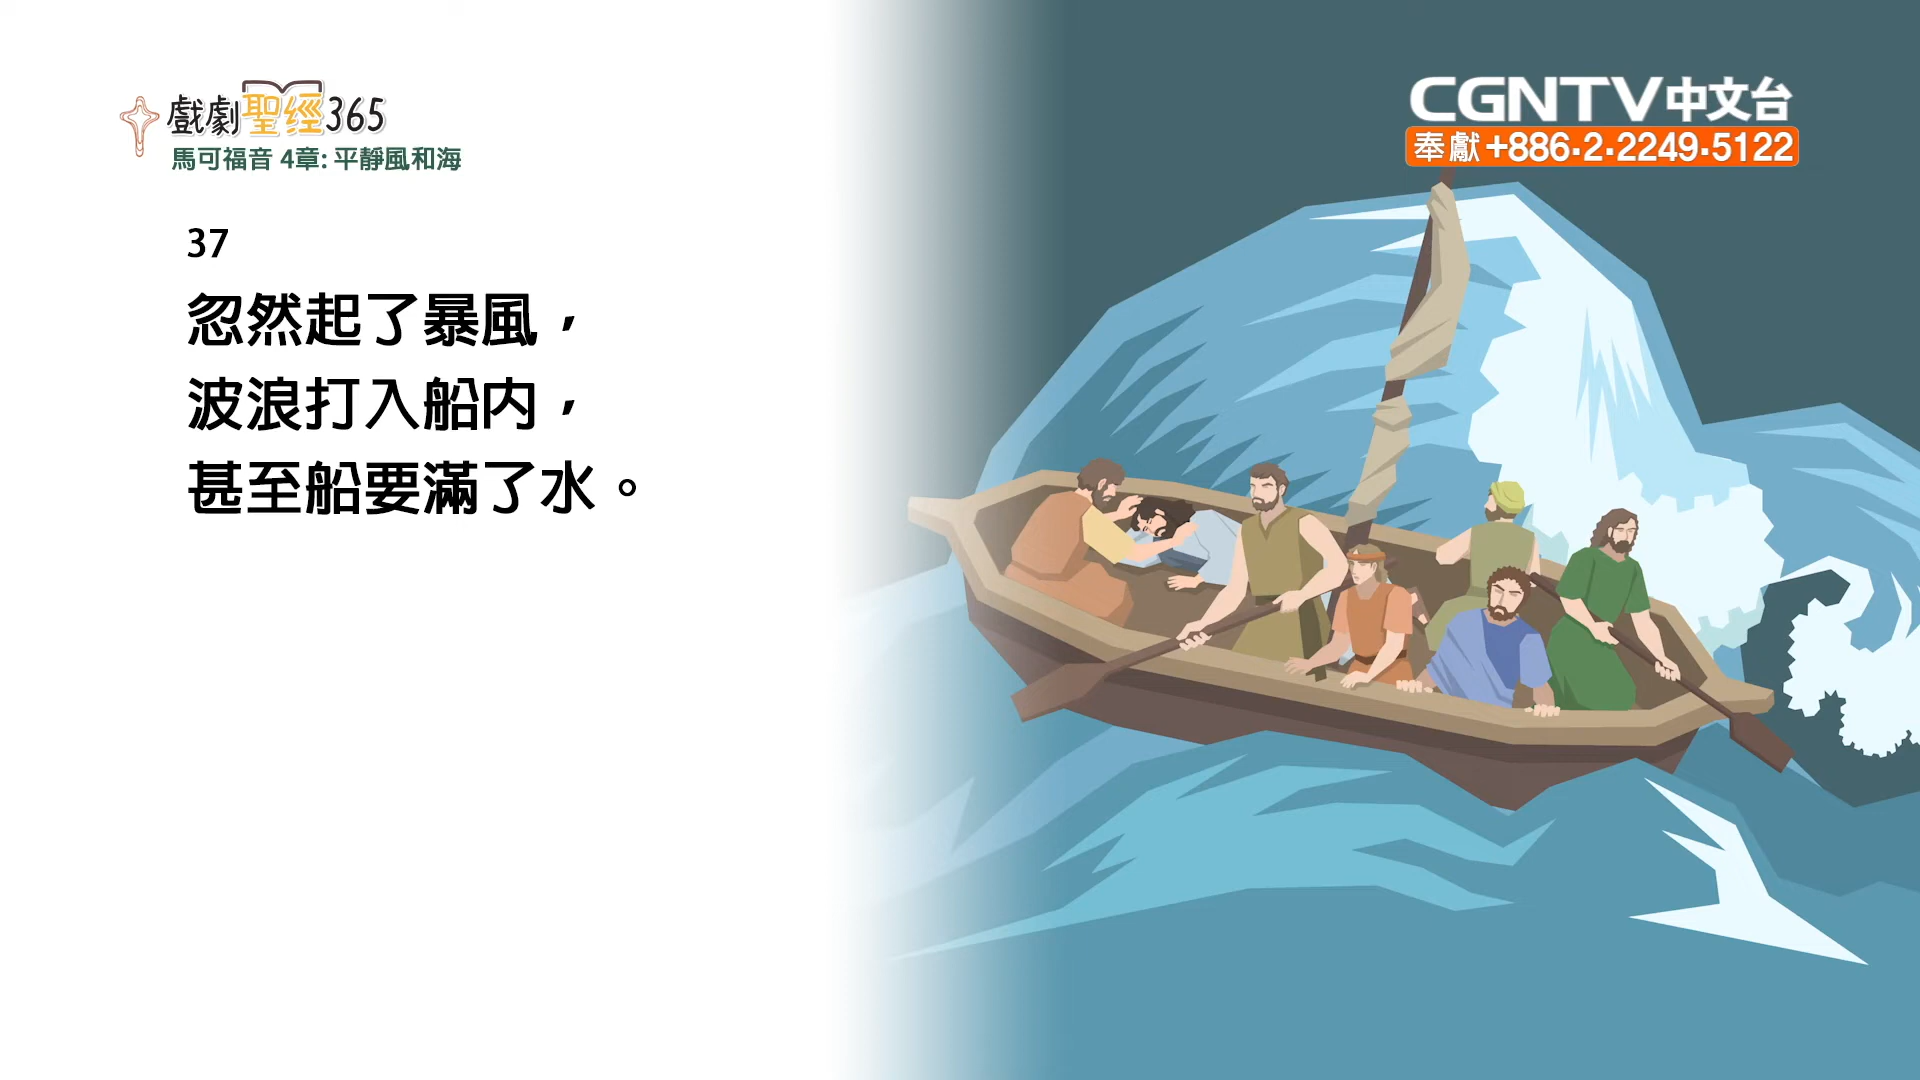 戲劇聖經365
馬可福音 4章: 平靜風和海
CGNTV中文台
奉獻 +886·2·2249·5122
37
忽然起了暴風，
波浪打入船内，
甚至船要滿了水。